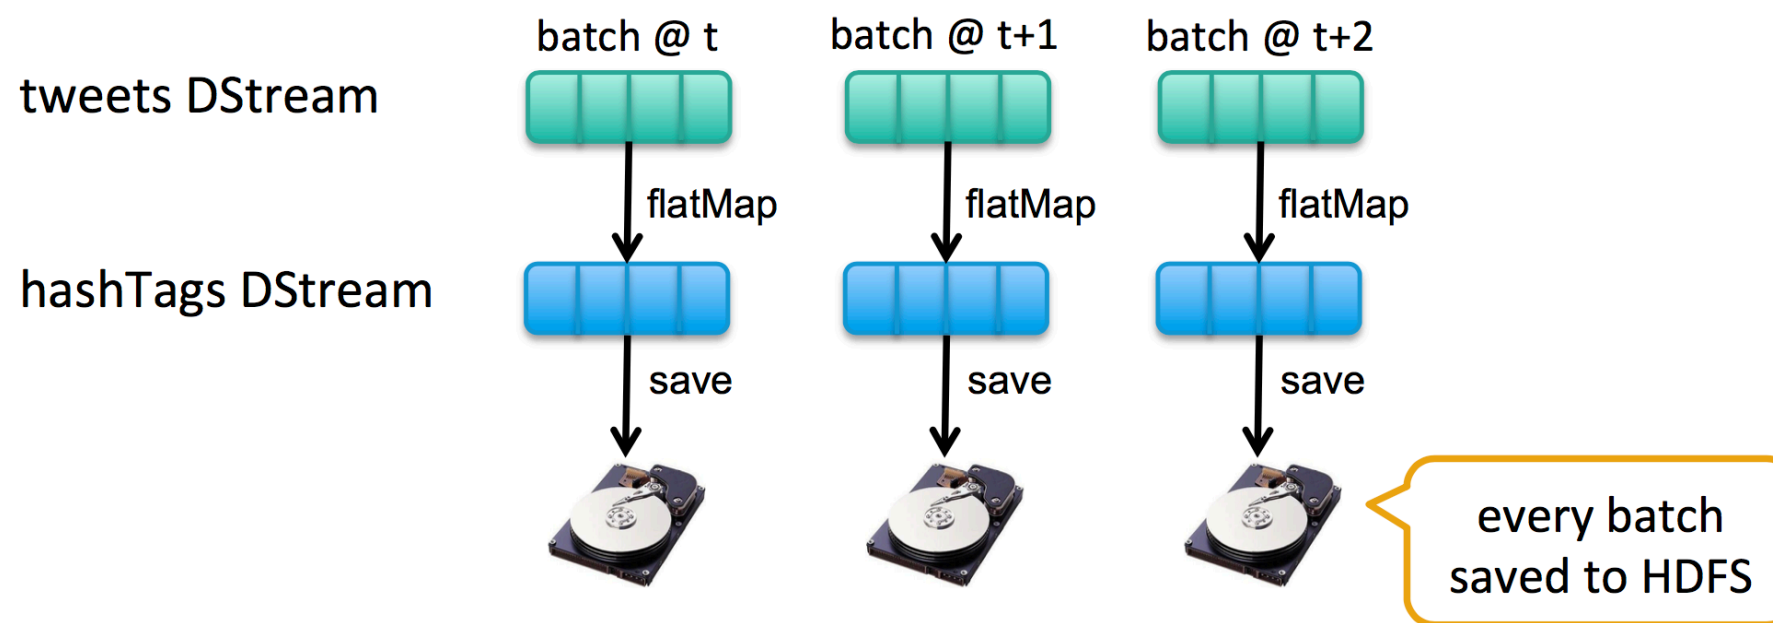 batch @ t
batch @ t+1
batch @ t+2
tweets DStream
flatMap
flatMap
flatMap
hashTags DStream
save
save
save
every batch
saved to HDFS